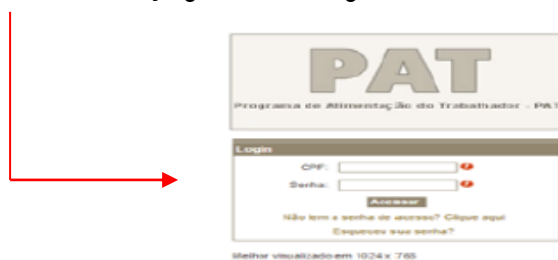 PAT
Programa de Alimentação do Trabalhador - PAT
Login
CPF:
Senha:
Acessar
Não tem a senha de acesso? Clique aqui
Esqueceu sua senha?
Melhor visualizado em 1024 x 768